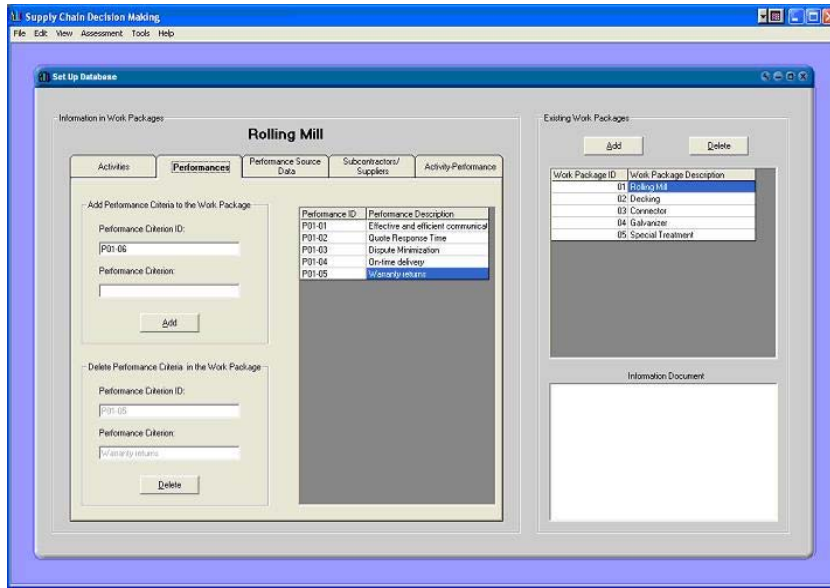 Supply Chain Decision Making
File Edit View Assessment Tools Help
Set Up Database
Information in Work Packages
Rolling Mill
Activities
Performances
Performance Source
Data
Subcontractors/
Suppliers
Activity-Performance
Add Performance Criteria to the Work Package
Performance Criterion ID:
P01-06
Performance Criterion:
Add
Delete Performance Criteria in the Work Package
Performance Criterion ID:
P01-05
Performance Criterion:
Warranty returns
Delete
Performance ID Performance Description
P01-01 Effective and efficient communicat
P01-02 Quote Response Time
P01-03 Dispute Minimization
P01-04 On-time delivery
P01-05 Warranty returns
Existing Work Packages
Add Delete
Work Package ID Work Package Description
01 Rolling Mill
02 Decking
03 Connector
04 Galvanizer
05 Special Treatment
Information Document